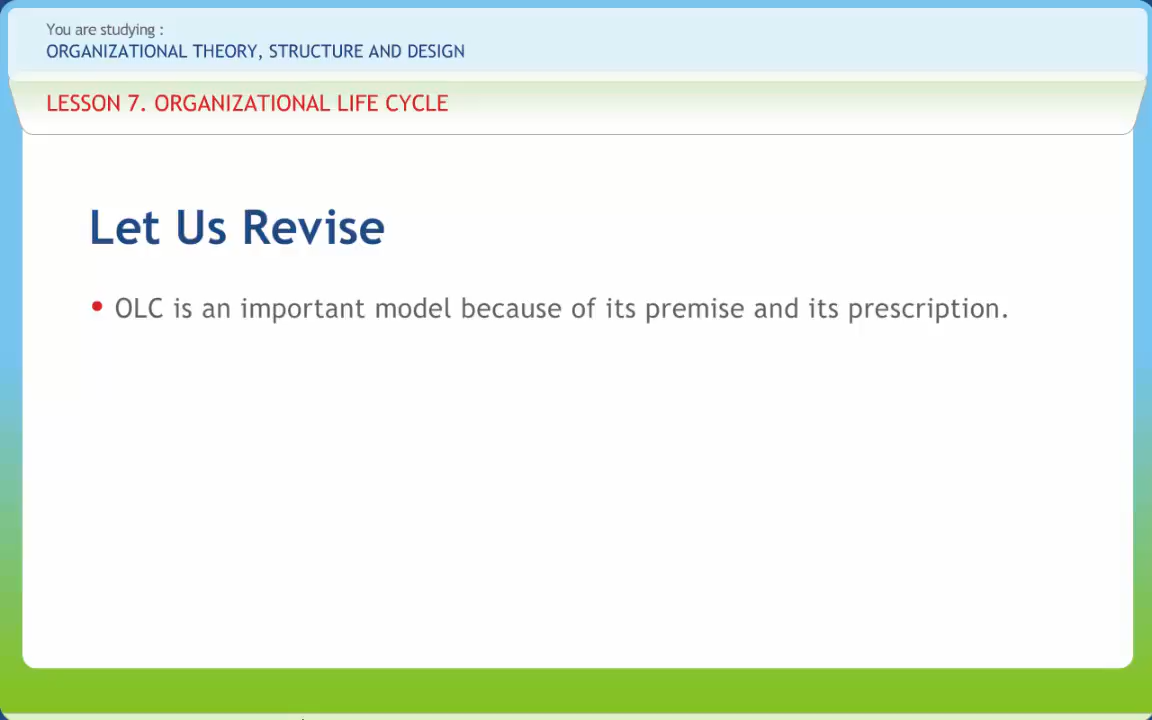 You are studying :
ORGANIZATIONAL THEORY, STRUCTURE AND DESIGN
LESSON 7. ORGANIZATIONAL LIFE CYCLE
Let Us Revise
• OLC is an important model because of its premise and its prescription.